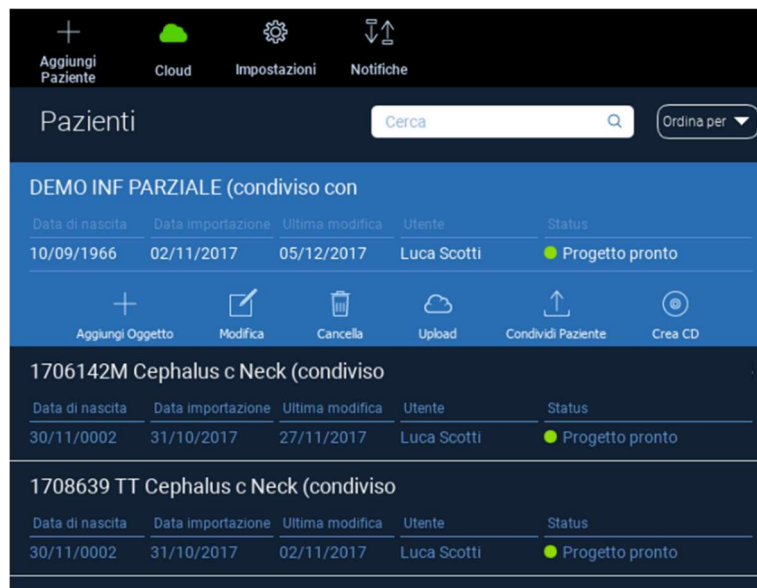 Aggiungi
Paziente
Cloud
Impostazioni
Notifiche
Pazienti
Cerca
Ordina per
DEMO INF PARZIALE (condiviso con
Data di nascita Data importazione Ultima modifica Utente Status
10/09/1966 02/11/2017 05/12/2017 Luca Scotti Progetto pronto
Aggiungi Oggetto Modifica Cancella Upload Condividi Paziente Crea CD
1706142M Cephalus c Neck (condiviso
Data di nascita Data importazione Ultima modifica Utente Status
30/11/0002 31/10/2017 27/11/2017 Luca Scotti Progetto pronto
1708639 TT Cephalus c Neck (condiviso
Data di nascita Data importazione Ultima modifica Utente Status
30/11/0002 31/10/2017 02/11/2017 Luca Scotti Progetto pronto